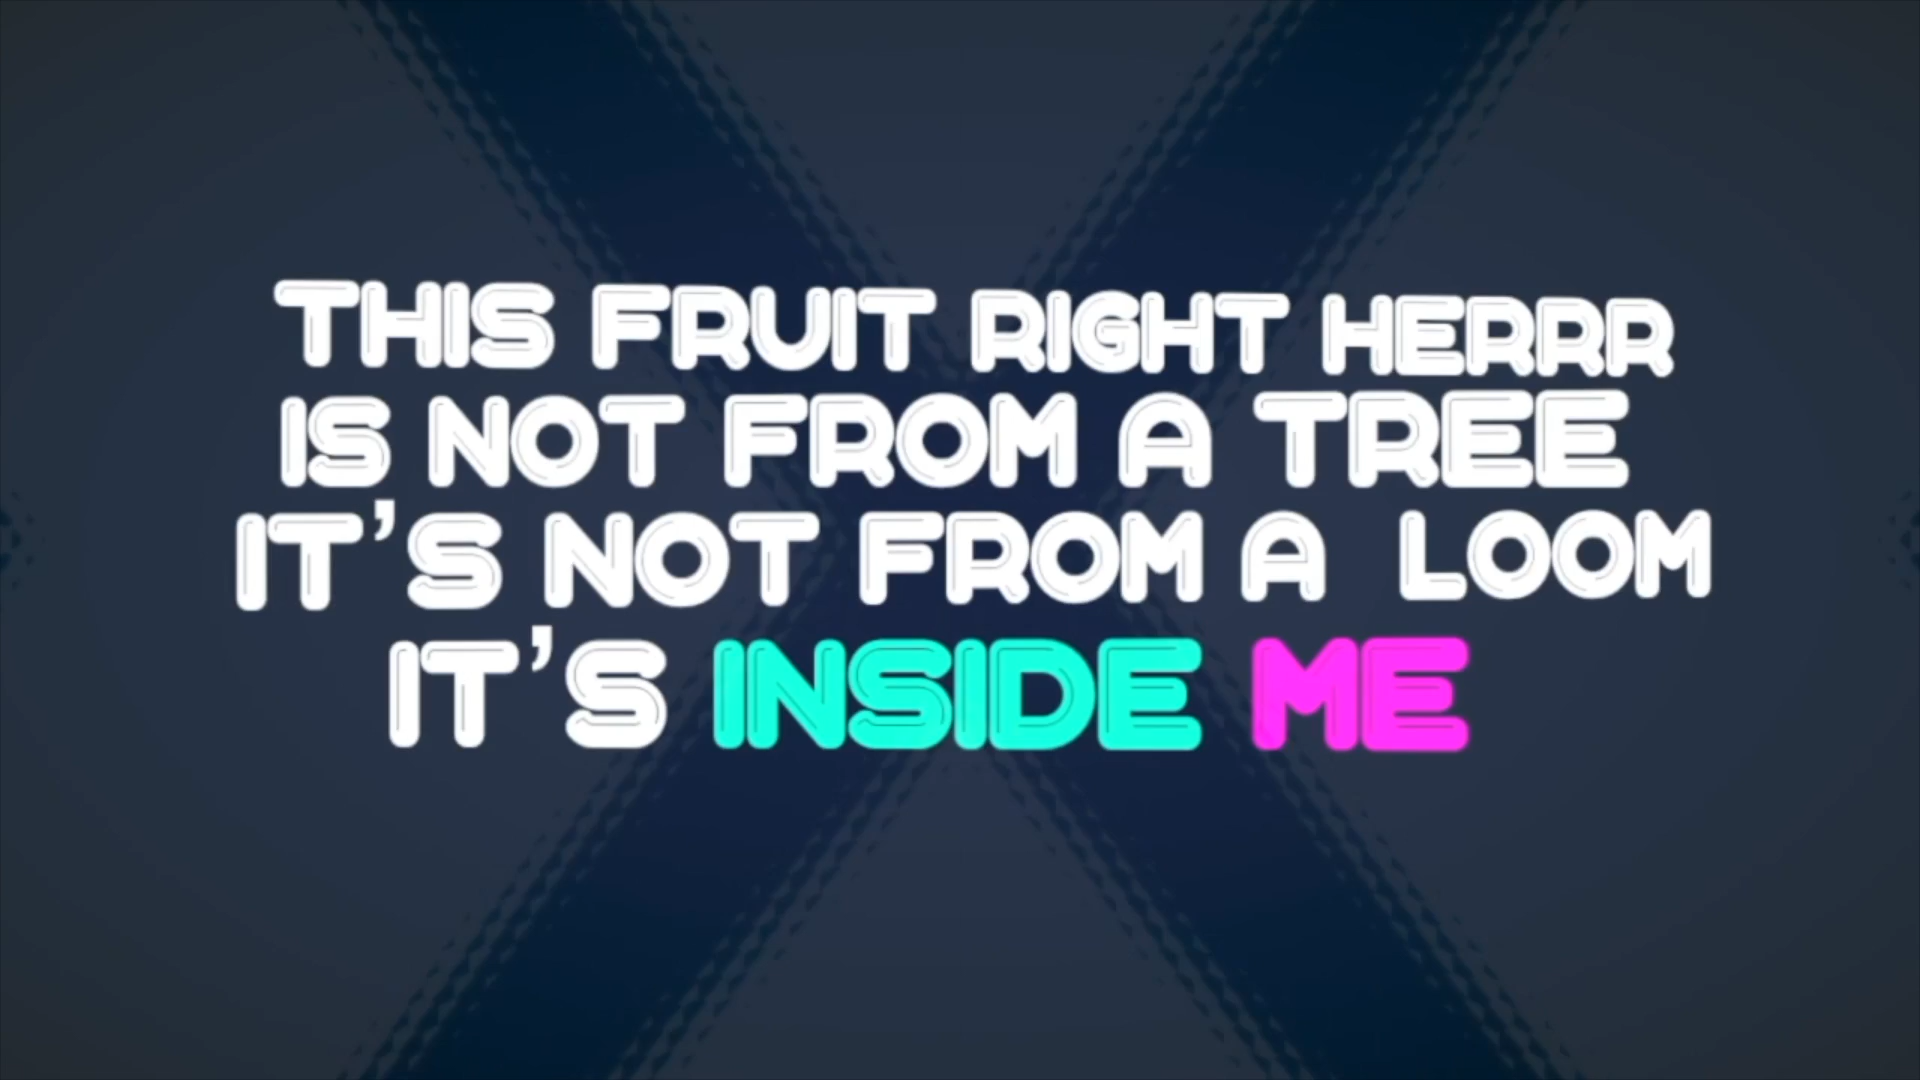 THIS FRUIT RIGHT HERRR
IS NOT FROM A TREE
IT'S NOT FROM A LOOM
IT'S INSIDE ME